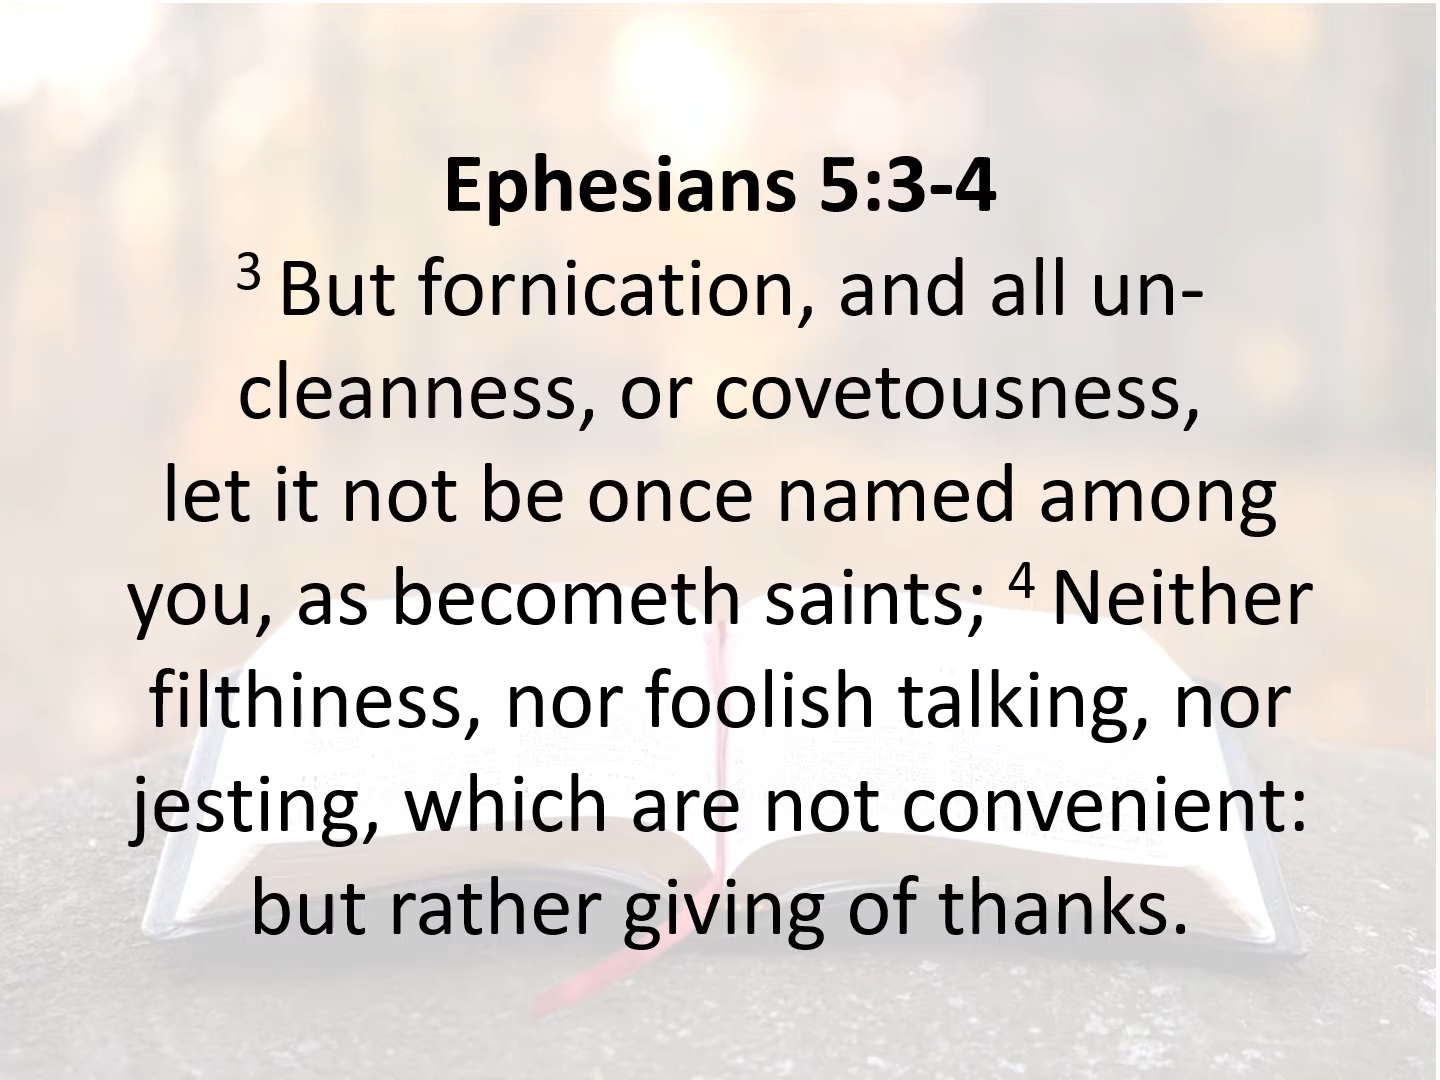 Ephesians 5:3-4
3 But fornication, and all un-
cleanness, or covetousness,
let it not be once named among
you, as becometh saints; 4 Neither
filthiness, nor foolish talking, nor
jesting, which are not convenient:
but rather giving of thanks.